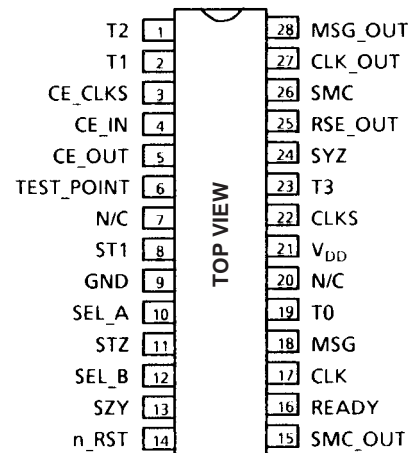 T2 1 28 MSG_OUT
T1 2 27 CLK_OUT
CE_CLKS 3 26 SMC
CE_IN 4 25 RSE_OUT
CE_OUT 5 24 SYZ
TEST_POINT 6 23 T3
N/C 7 22 CLKS
ST1 8 21 VDD
GND 9 20 N/C
SEL_A 10 19 T0
STZ 11 18 MSG
SEL_B 12 17 CLK
SZY 13 16 READY
n_RST 14 15 SMC_OUT
TOP VIEW